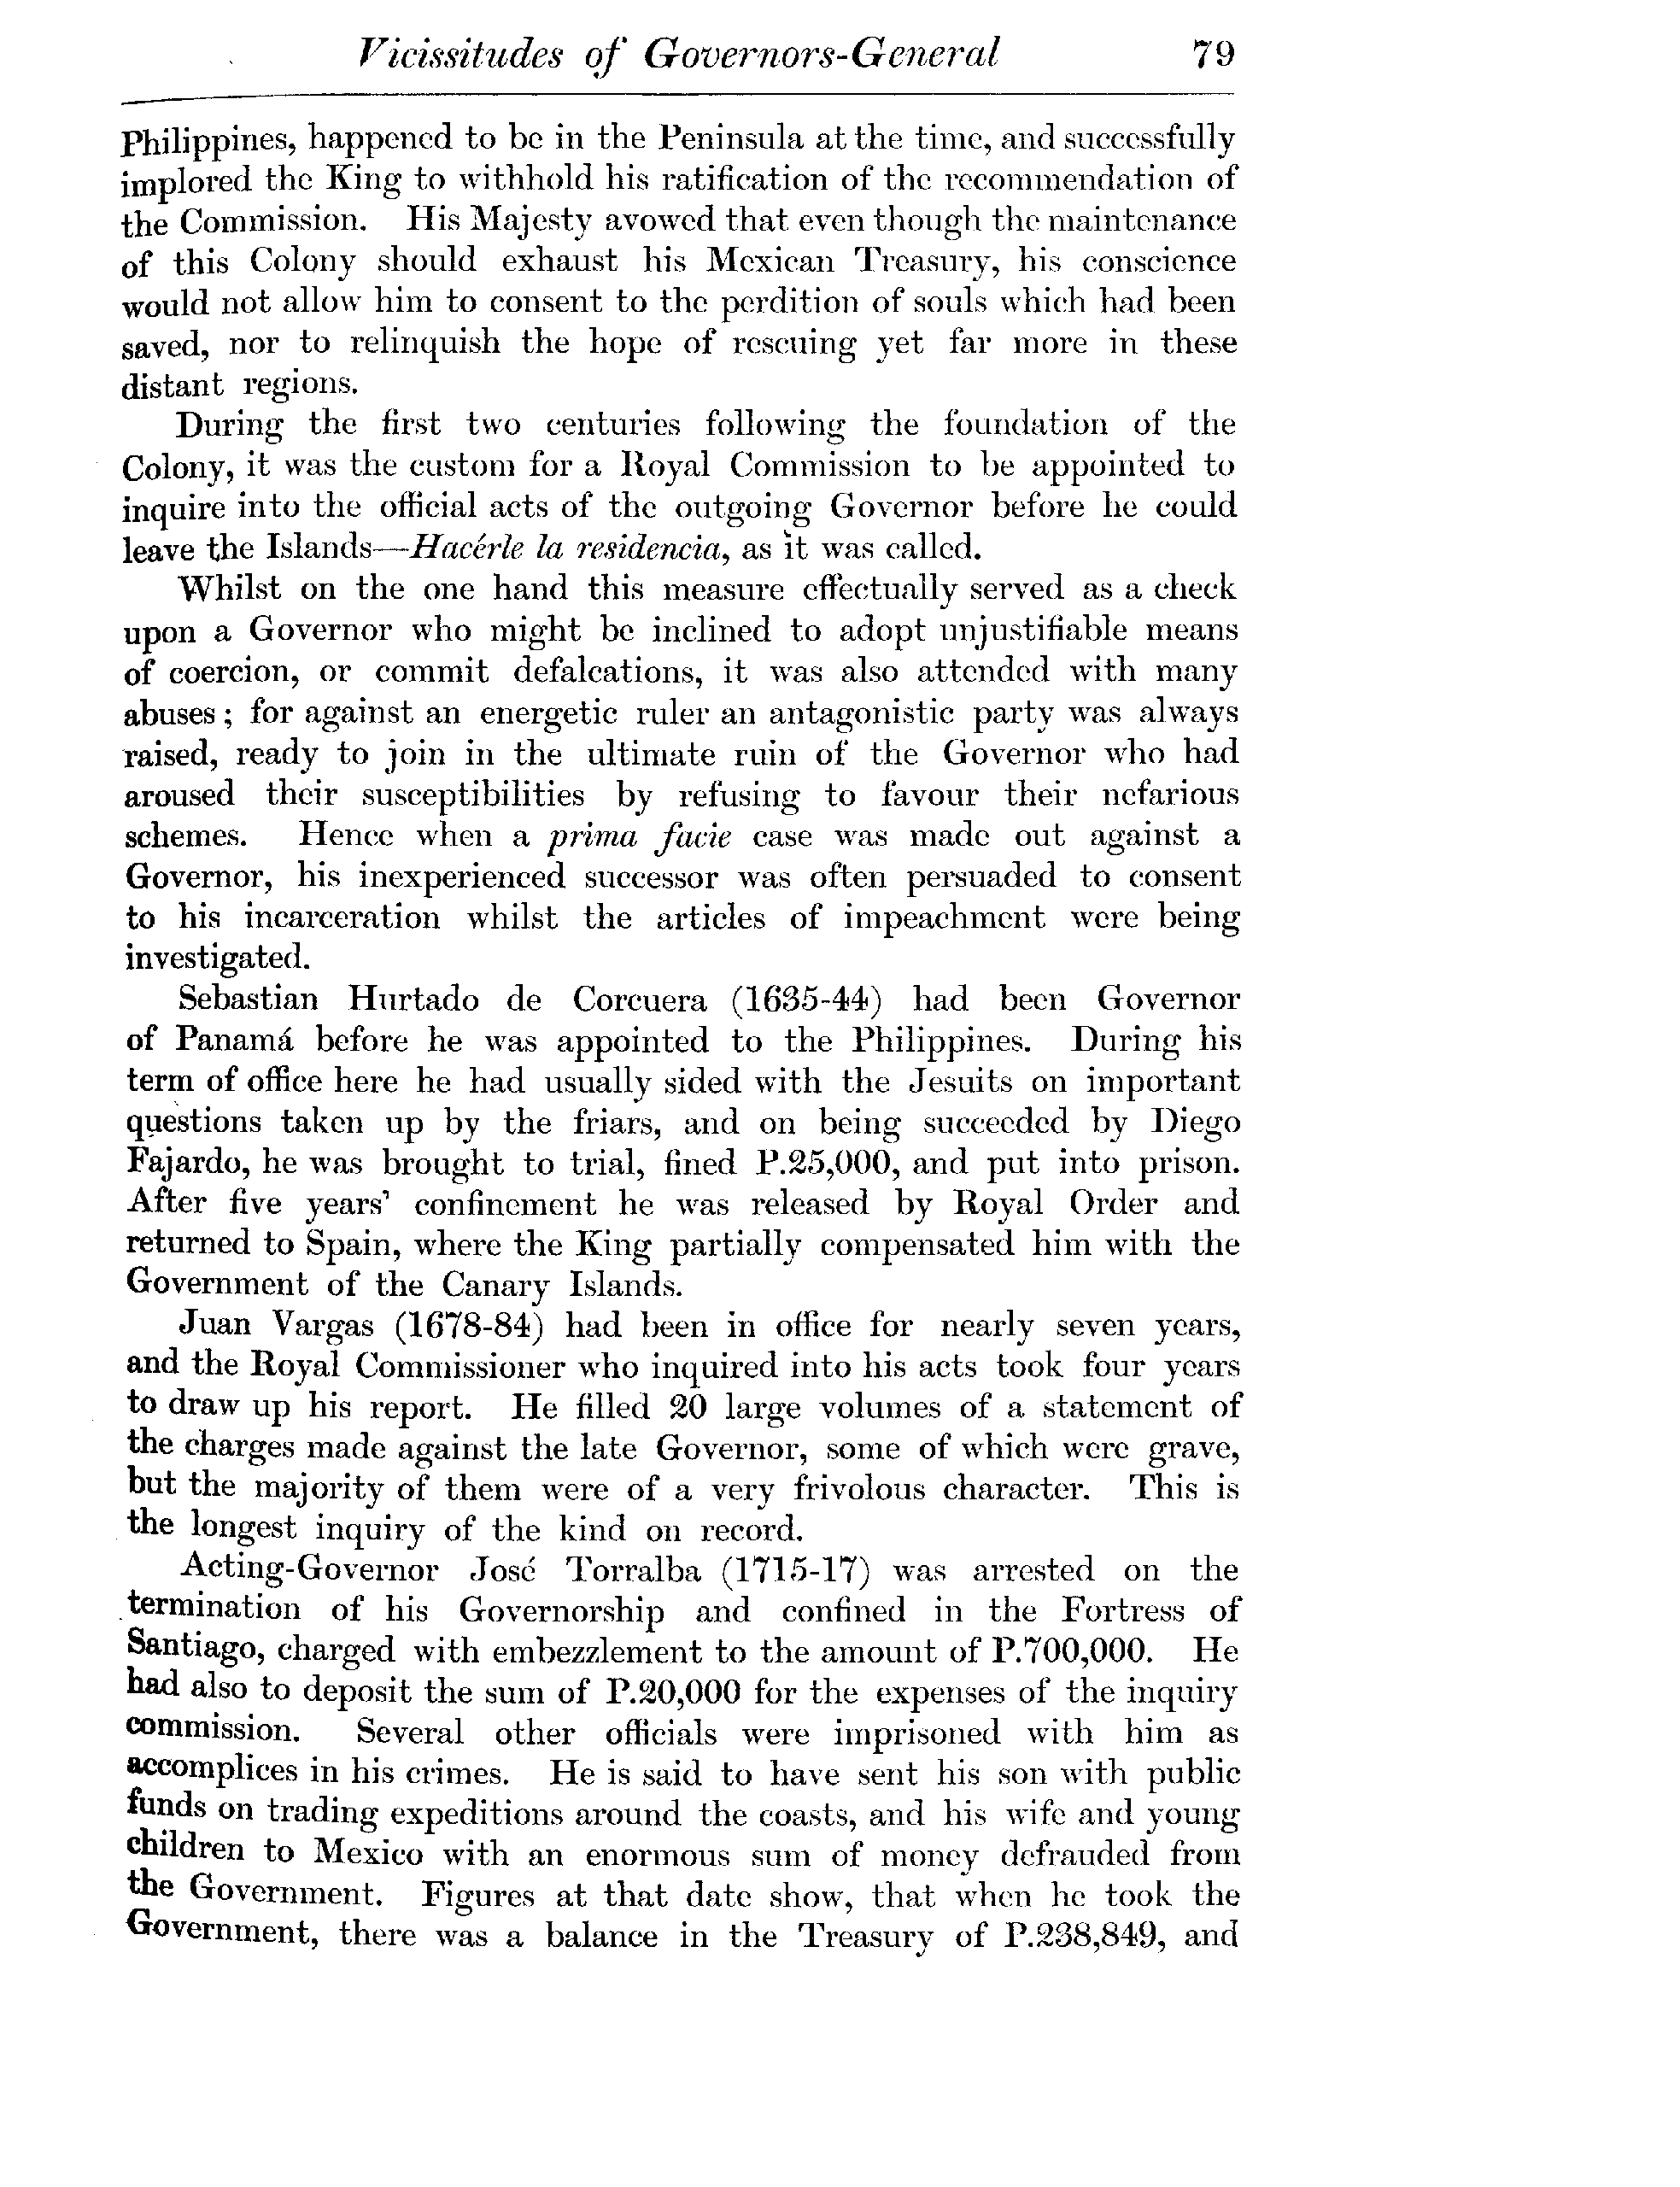 Vicissitudes of Governors-General 79
Philippines, happened to be in the Peninsula at the time, and successfully
implored the King to withhold his ratification of the recommendation of
the Commission. His Majesty avowed that even though the maintenance
of this Colony should exhaust his Mexican Treasury, his conscience
would not allow him to consent to the perdition of souls which had been
saved, nor to relinquish the hope of rescuing yet far more in these
distant regions.
During the first two centuries following the foundation of the
Colony, it was the custom for a Royal Commission to be appointed to
inquire into the official acts of the outgoing Governor before he could
leave the Islands—Hacérle la residencia, as it was called.
Whilst on the one hand this measure effectually served as a check
upon a Governor who might be inclined to adopt unjustifiable means
of coercion, or commit defalcations, it was also attended with many
abuses; for against an energetic ruler an antagonistic party was always
raised, ready to join in the ultimate ruin of the Governor who had
aroused their susceptibilities by refusing to favour their nefarious
schemes. Hence when a prima facie case was made out against a
Governor, his inexperienced successor was often persuaded to consent
to his incarceration whilst the articles of impeachment were being
investigated.
Sebastian Hurtado de Corcuera (1635-44) had been Governor
of Panamá before he was appointed to the Philippines. During his
term of office here he had usually sided with the Jesuits on important
questions taken up by the friars, and on being succeeded by Diego
Fajardo, he was brought to trial, fined P.25,000, and put into prison.
After five years' confinement he was released by Royal Order and
returned to Spain, where the King partially compensated him with the
Government of the Canary Islands.
Juan Vargas (1678-84) had been in office for nearly seven years,
and the Royal Commissioner who inquired into his acts took four years
to draw up his report. He filled 20 large volumes of a statement of
the charges made against the late Governor, some of which were grave,
but the majority of them were of a very frivolous character. This is
the longest inquiry of the kind on record.
Acting-Governor José Torralba (1715-17) was arrested on the
termination of his Governorship and confined in the Fortress of
Santiago, charged with embezzlement to the amount of P.700,000. He
had also to deposit the sum of P.20,000 for the expenses of the inquiry
commission. Several other officials were imprisoned with him as
accomplices in his crimes. He is said to have sent his son with public
funds on trading expeditions around the coasts, and his wife and young
children to Mexico with an enormous sum of money defrauded from
the Government. Figures at that date show, that when he took the
Government, there was a balance in the Treasury of P.238,849, and